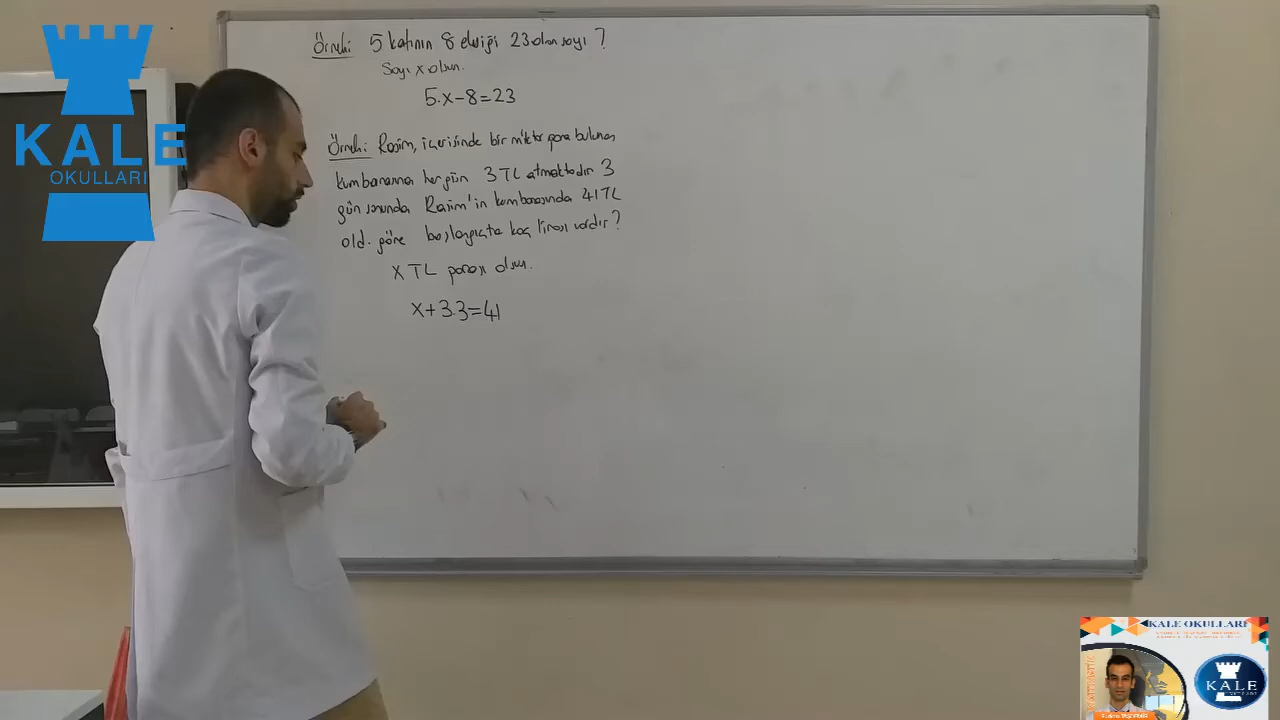 KALE
OKULLARI
Örnek: 5 katının 8 eksiği 23 olan sayı ?
Sayı x olsun.
5.x-8=23
Örnek: Rasim, içerisinde bir miktar para bulunan
kumbarasına her gün 3 TL atmaktadır 3
gün sonunda Rasim'in kumbarasında 41 TL
old. göre başlangıçta kaç lirası vardır?
x TL parası olsun.
x+3.3=41
KALE OKULLARI
KALE